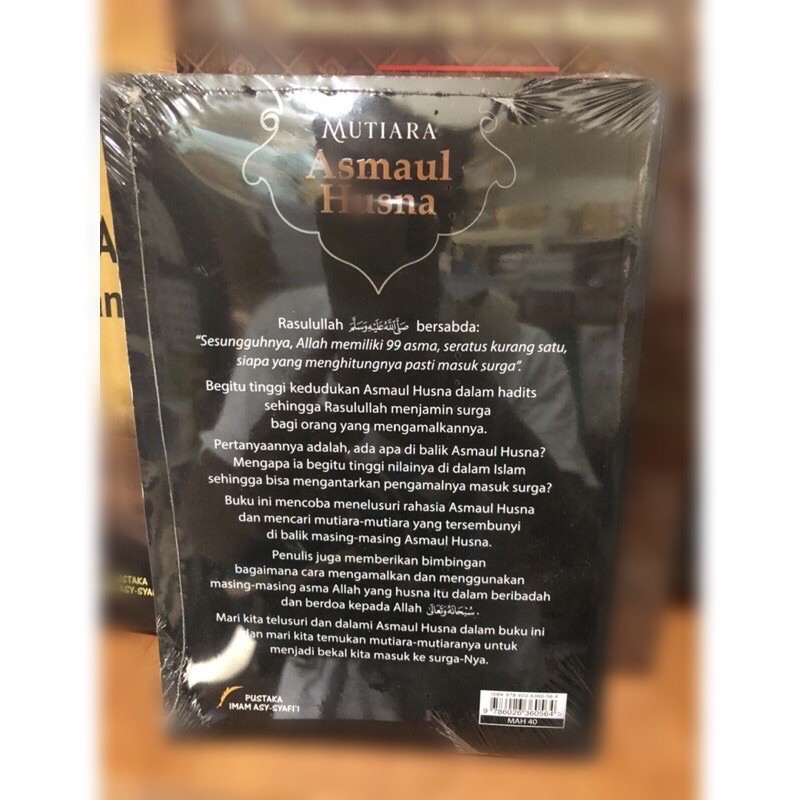 MUTIARA
Asmaul
Husna
Rasulullah ﷺ bersabda:
"Sesungguhnya, Allah memiliki 99 asma, seratus kurang satu,
siapa yang menghitungnya pasti masuk surga".
Begitu tinggi kedudukan Asmaul Husna dalam hadits
sehingga Rasulullah menjamin surga
bagi orang yang mengamalkannya.
Pertanyaannya adalah, ada apa di balik Asmaul Husna?
Mengapa ia begitu tinggi nilainya di dalam Islam
sehingga bisa mengantarkan pengamalnya masuk surga?
Buku ini mencoba menelusuri rahasia Asmaul Husna
dan mencari mutiara-mutiara yang tersembunyi
di balik masing-masing Asmaul Husna.
Penulis juga memberikan bimbingan
bagaimana cara mengamalkan dan menggunakan
masing-masing asma Allah yang husna itu dalam beribadah
dan berdoa kepada Allah سُبْحَانَهُ وَتَعَالَى.
Mari kita telusuri dan dalami Asmaul Husna dalam buku ini
dan mari kita temukan mutiara-mutiaranya untuk
menjadi bekal kita masuk ke surga-Nya.
PUSTAKA
IMAM ASY-SYAFI'I
9 786026 360564 >
MAH 40